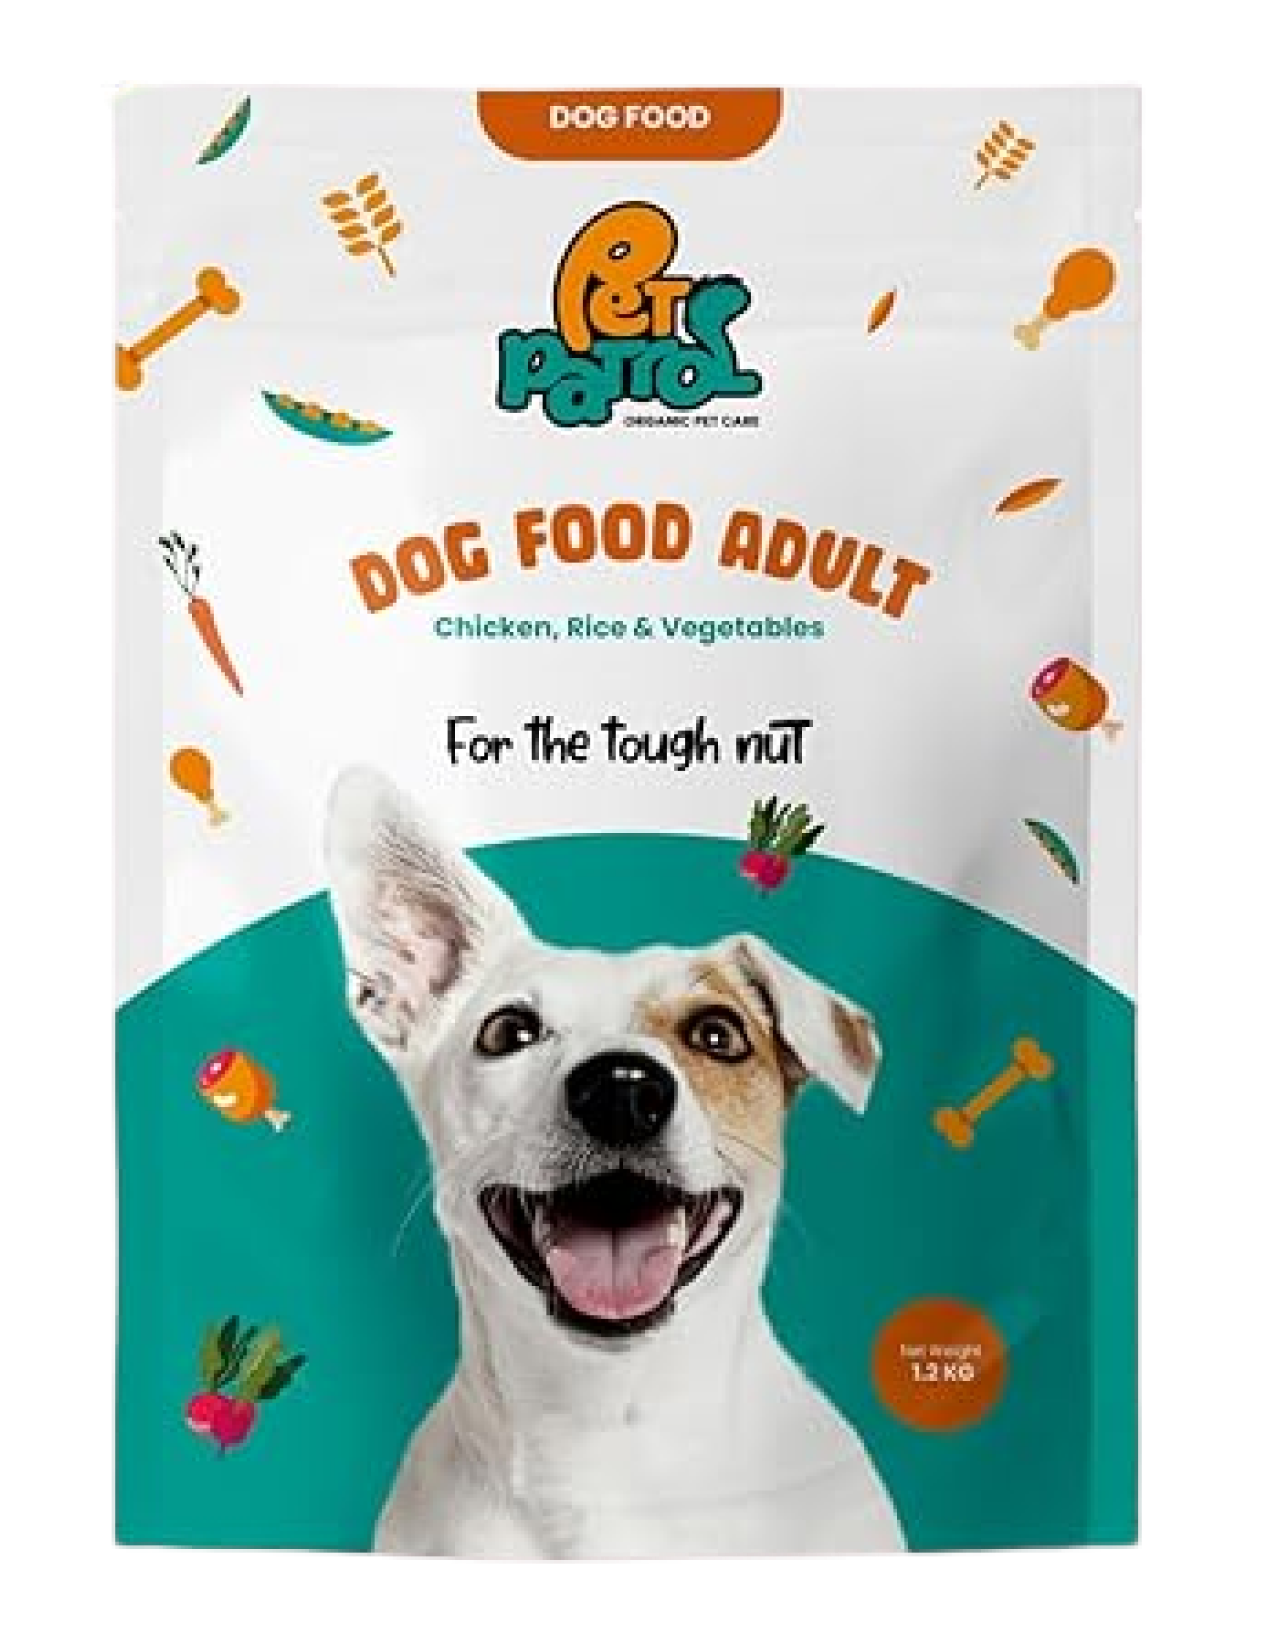 DOG FOOD
Pet
Patrol
ORGANIC PET CARE
DOG FOOD ADULT
Chicken, Rice & Vegetables
For the tough nut
Net Weight
1.2 KG